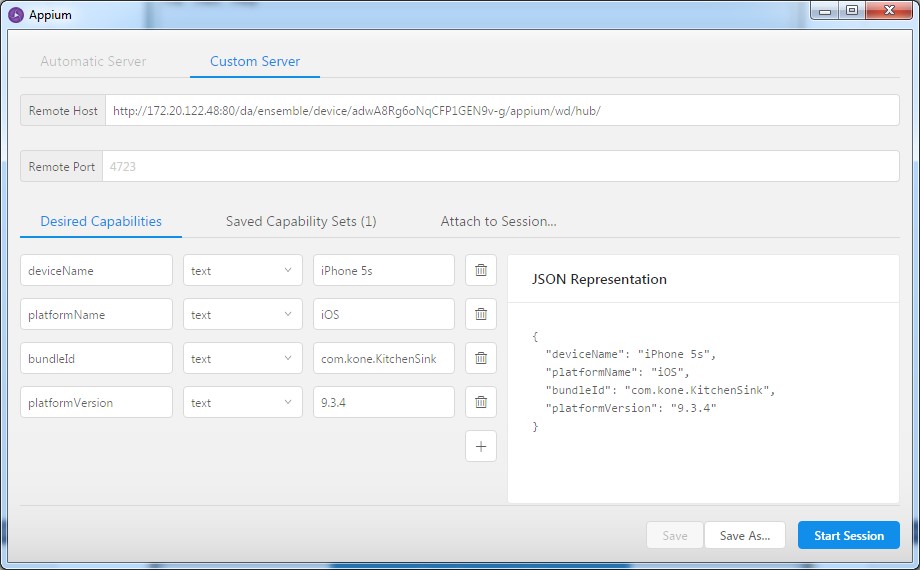 Appium
Automatic Server Custom Server
Remote Host http://172.20.122.48:80/da/ensemble/device/adwA8Rg6oNqCFP1GEN9v-g/appium/wd/hub/
Remote Port 4723
Desired Capabilities Saved Capability Sets (1) Attach to Session...
deviceName text iPhone 5s
platformName text iOS
bundleId text com.kone.KitchenSink
platformVersion text 9.3.4
JSON Representation
{
"deviceName": "iPhone 5s",
"platformName": "iOS",
"bundleId": "com.kone.KitchenSink",
"platformVersion": "9.3.4"
}
Save Save As... Start Session